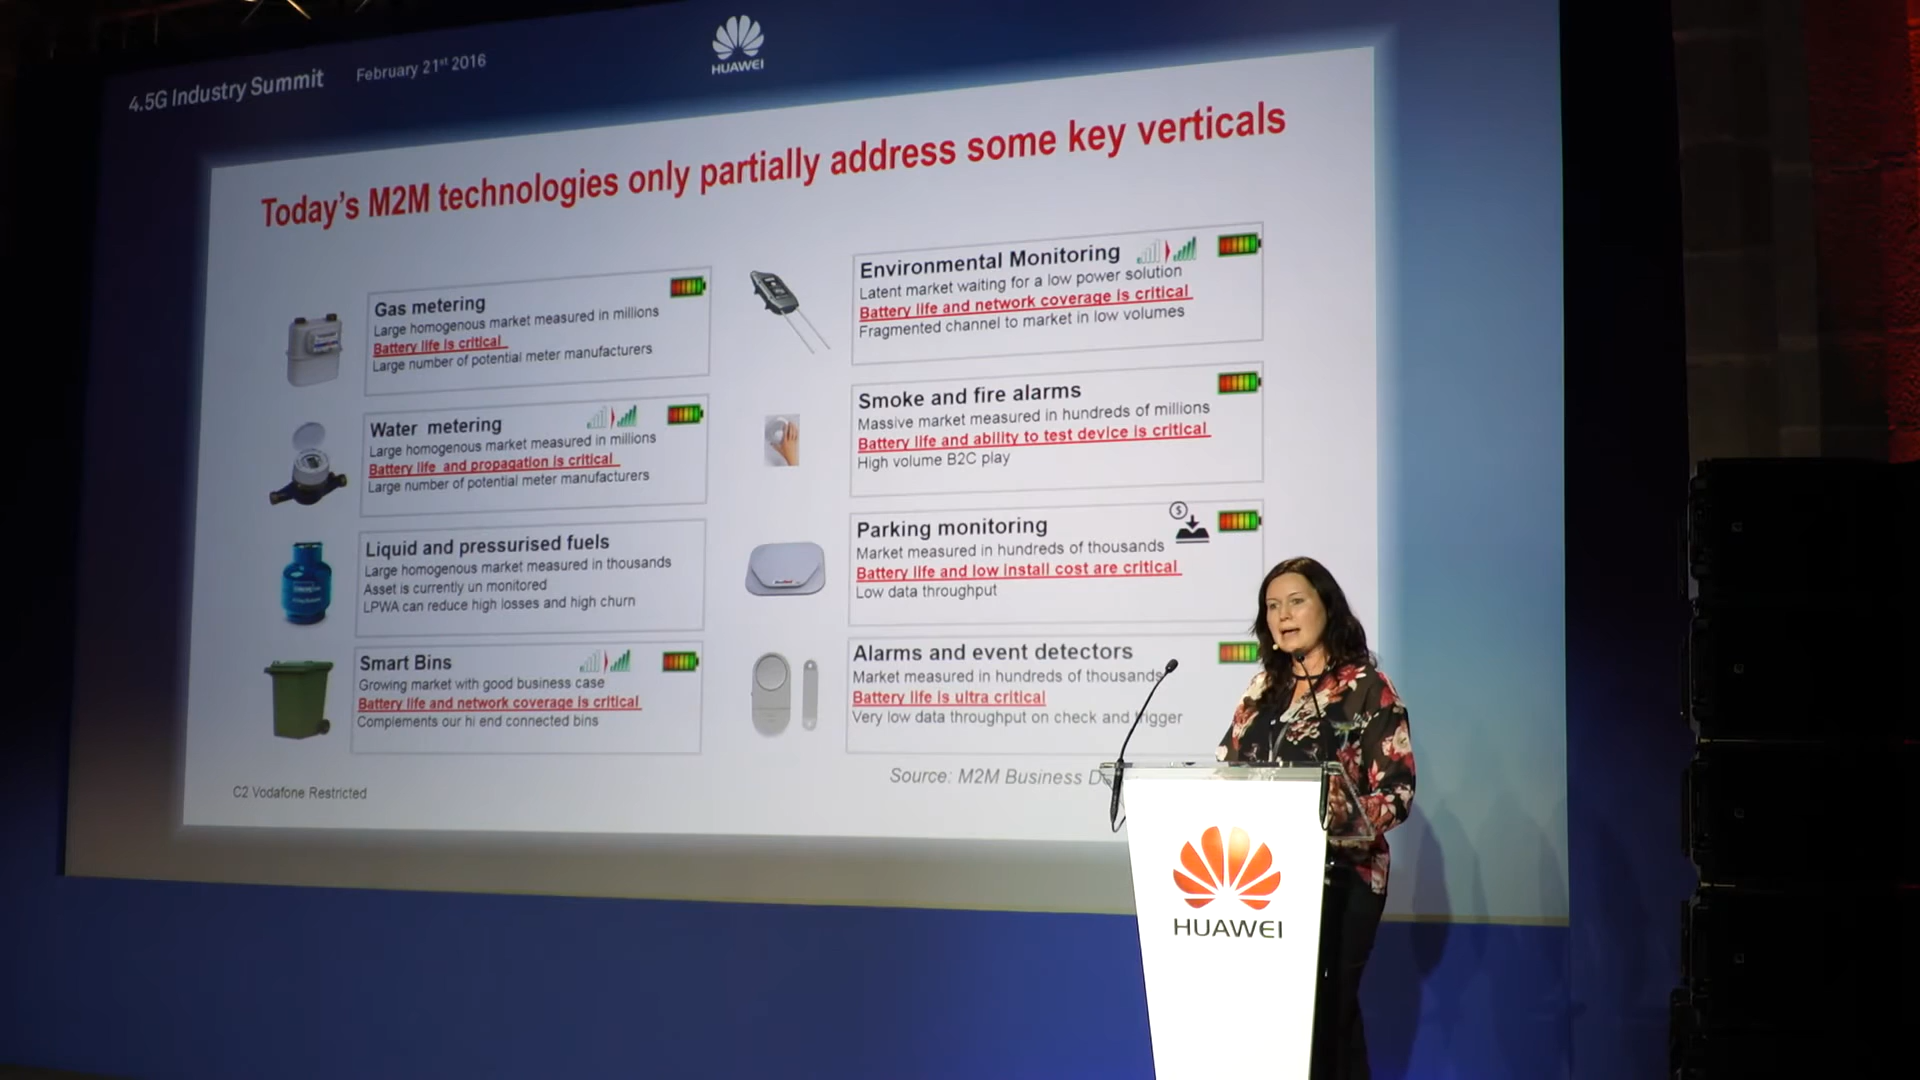 4.5G Industry Summit February 21st 2016
HUAWEI
Today's M2M technologies only partially address some key verticals
Gas metering
Large homogenous market measured in millions
Battery life is critical
Large number of potential meter manufacturers
Water metering
Large homogenous market measured in millions
Battery life and propagation is critical
Large number of potential meter manufacturers
Liquid and pressurised fuels
Large homogenous market measured in thousands
Asset is currently un monitored
LPWA can reduce high losses and high churn
Smart Bins
Growing market with good business case
Battery life and network coverage is critical
Complements our hi end connected bins
Environmental Monitoring
Latent market waiting for a low power solution
Battery life and network coverage is critical
Fragmented channel to market in low volumes
Smoke and fire alarms
Massive market measured in hundreds of millions
Battery life and ability to test device is critical
High volume B2C play
Parking monitoring
$
Market measured in hundreds of thousands
Battery life and low install cost are critical
Low data throughput
Alarms and event detectors
Market measured in hundreds of thousands
Battery life is ultra critical
Very low data throughput on check and trigger
Source: M2M Business
C2 Vodafone Restricted
HUAWEI